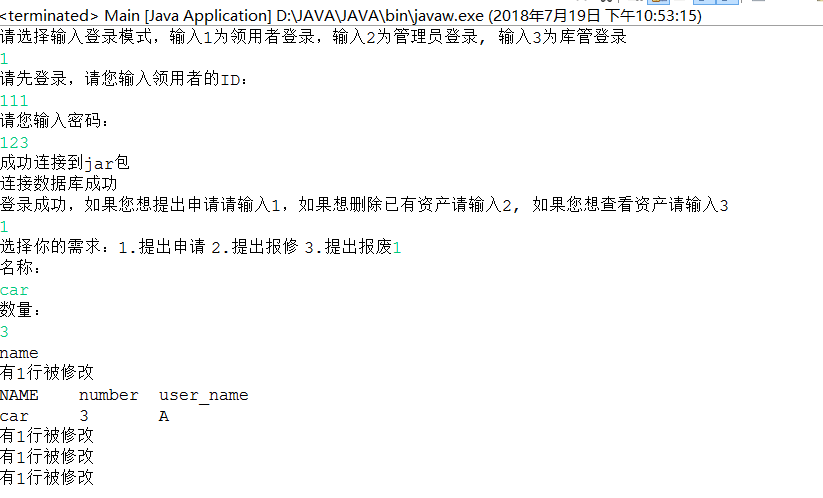 <terminated> Main [Java Application] D:\JAVA\JAVA\bin\javaw.exe (2018年7月19日 下午10:53:15)
请选择输入登录模式，输入1为领用者登录，输入2为管理员登录, 输入3为库管登录
1
请先登录，请您输入领用者的ID：
111
请您输入密码：
123
成功连接到jar包
连接数据库成功
登录成功，如果您想提出申请请输入1，如果想删除已有资产请输入2, 如果您想查看资产请输入3
1
选择你的需求：1.提出申请 2.提出报修 3.提出报废1
名称：
car
数量：
3
name
有1行被修改
NAME    number  user_name
car     3       A
有1行被修改
有1行被修改
有1行被修改